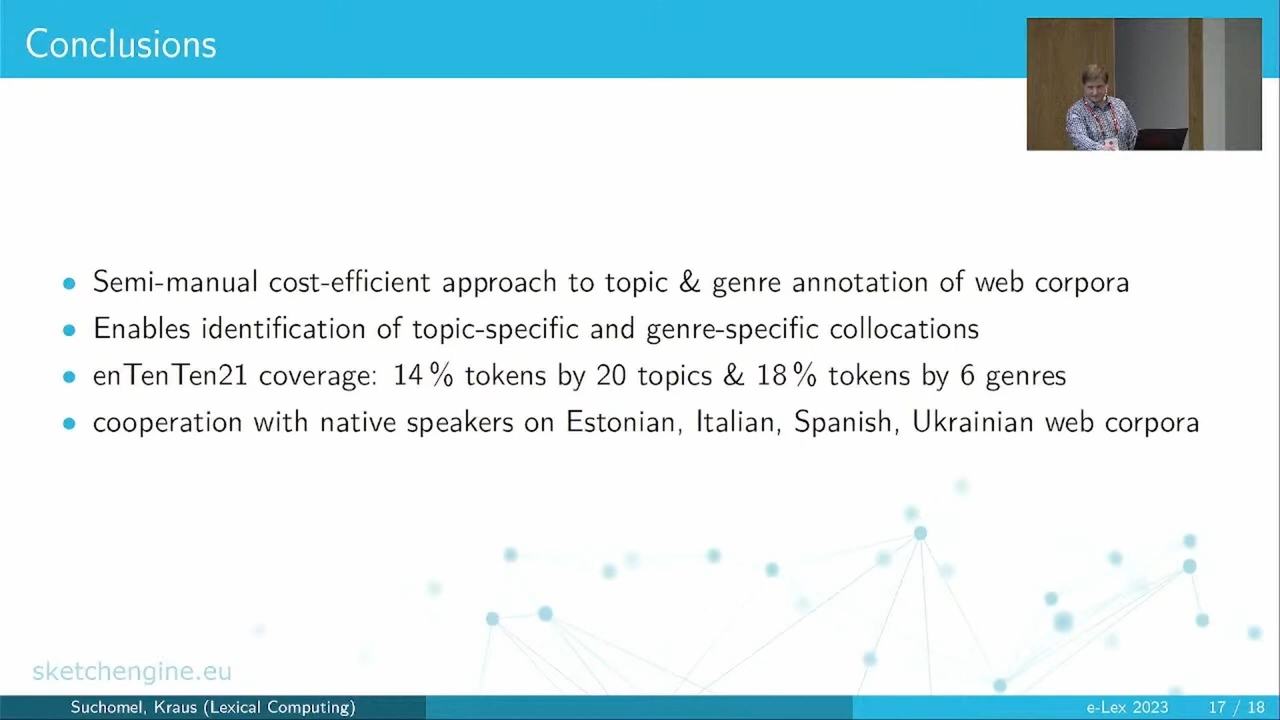 Conclusions
Semi-manual cost-efficient approach to topic & genre annotation of web corpora
Enables identification of topic-specific and genre-specific collocations
enTenTen21 coverage: 14 % tokens by 20 topics & 18 % tokens by 6 genres
cooperation with native speakers on Estonian, Italian, Spanish, Ukrainian web corpora
sketchengine.eu
Suchomel, Kraus (Lexical Computing)
e-Lex 2023
17 / 18